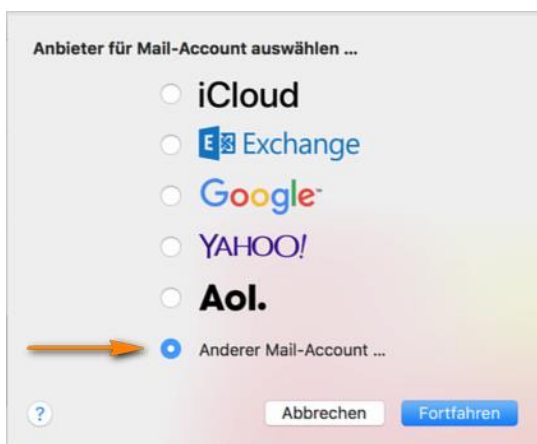 Anbieter für Mail-Account auswählen ...
iCloud
E Exchange
Google
YAHOO!
Aol.
Anderer Mail-Account ...
?
Abbrechen
Fortfahren